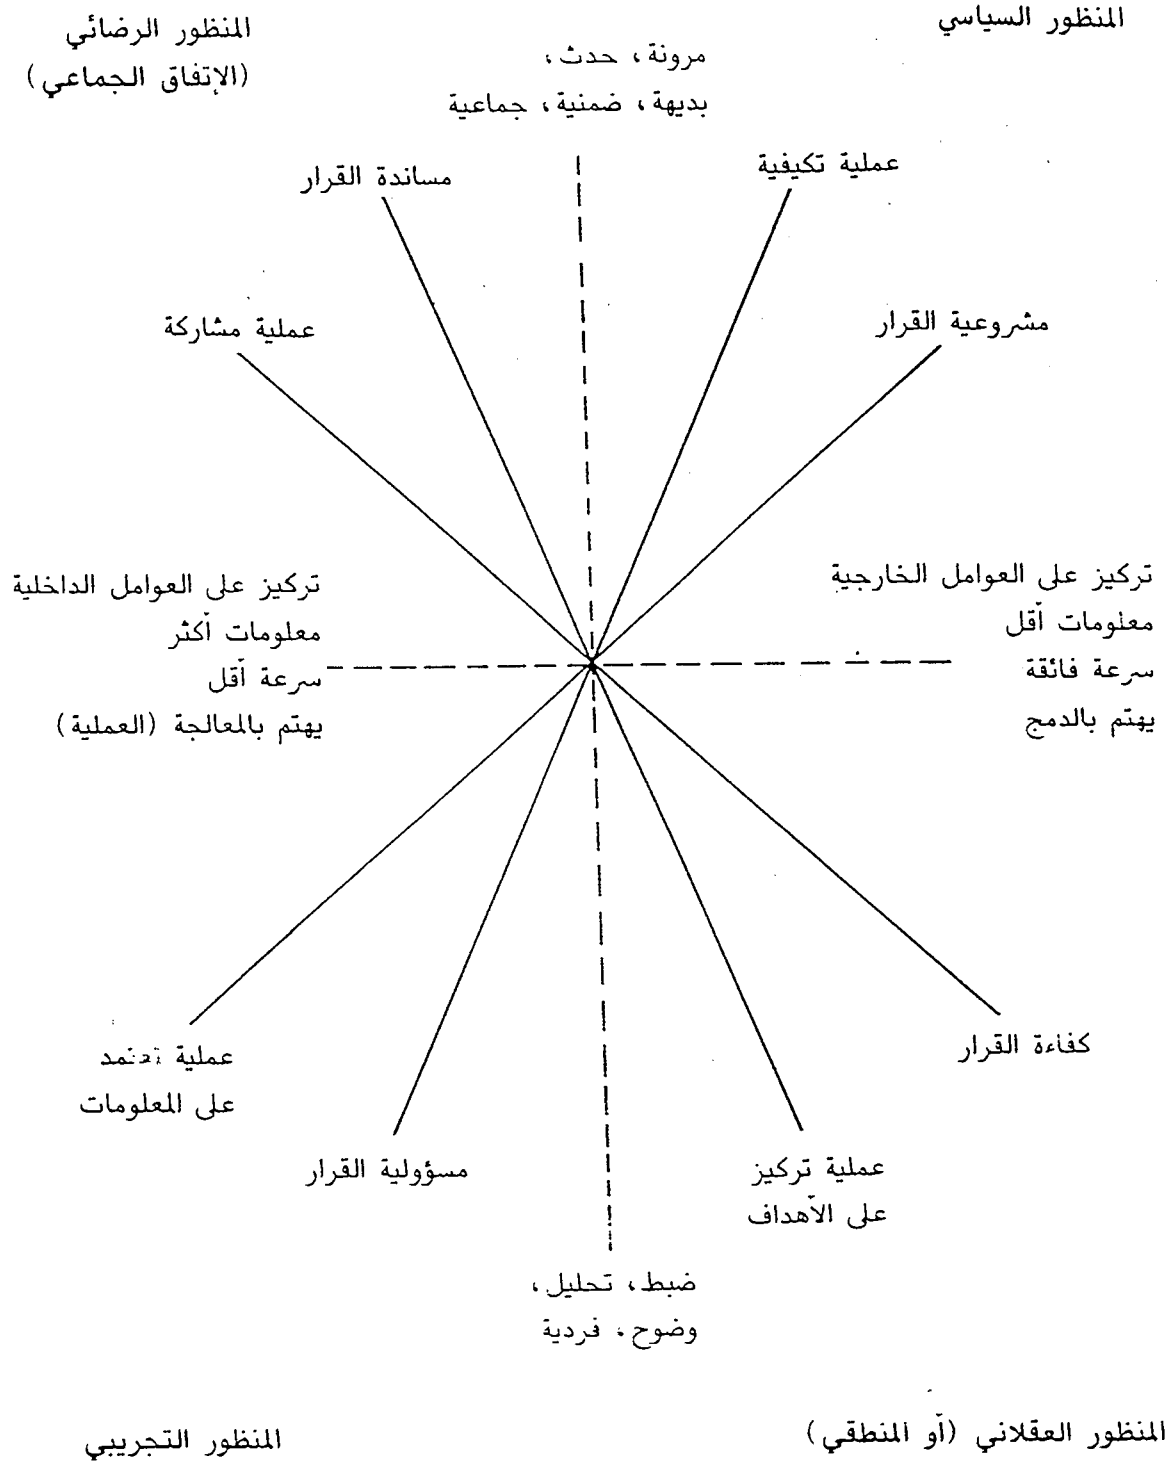 المنظور السياسي
المنظور الرضائي
(الإتفاق الجماعي)
مرونة، حدث،
بديهة، ضمنية، جماعية
عملية تكيفية
مساندة القرار
مشروعية القرار
عملية مشاركة
تركيز على العوامل الخارجية
معلومات أقل
سرعة فائقة
يهتم بالدمج
تركيز على العوامل الداخلية
معلومات أكثر
سرعة أقل
يهتم بالمعالجة (العملية)
كفاءة القرار
عملية تعتمد
على المعلومات
عملية تركيز
على الأهداف
مسؤولية القرار
ضبط، تحليل،
وضوح، فردية
المنظور العقلاني (أو المنطقي)
المنظور التجريبي